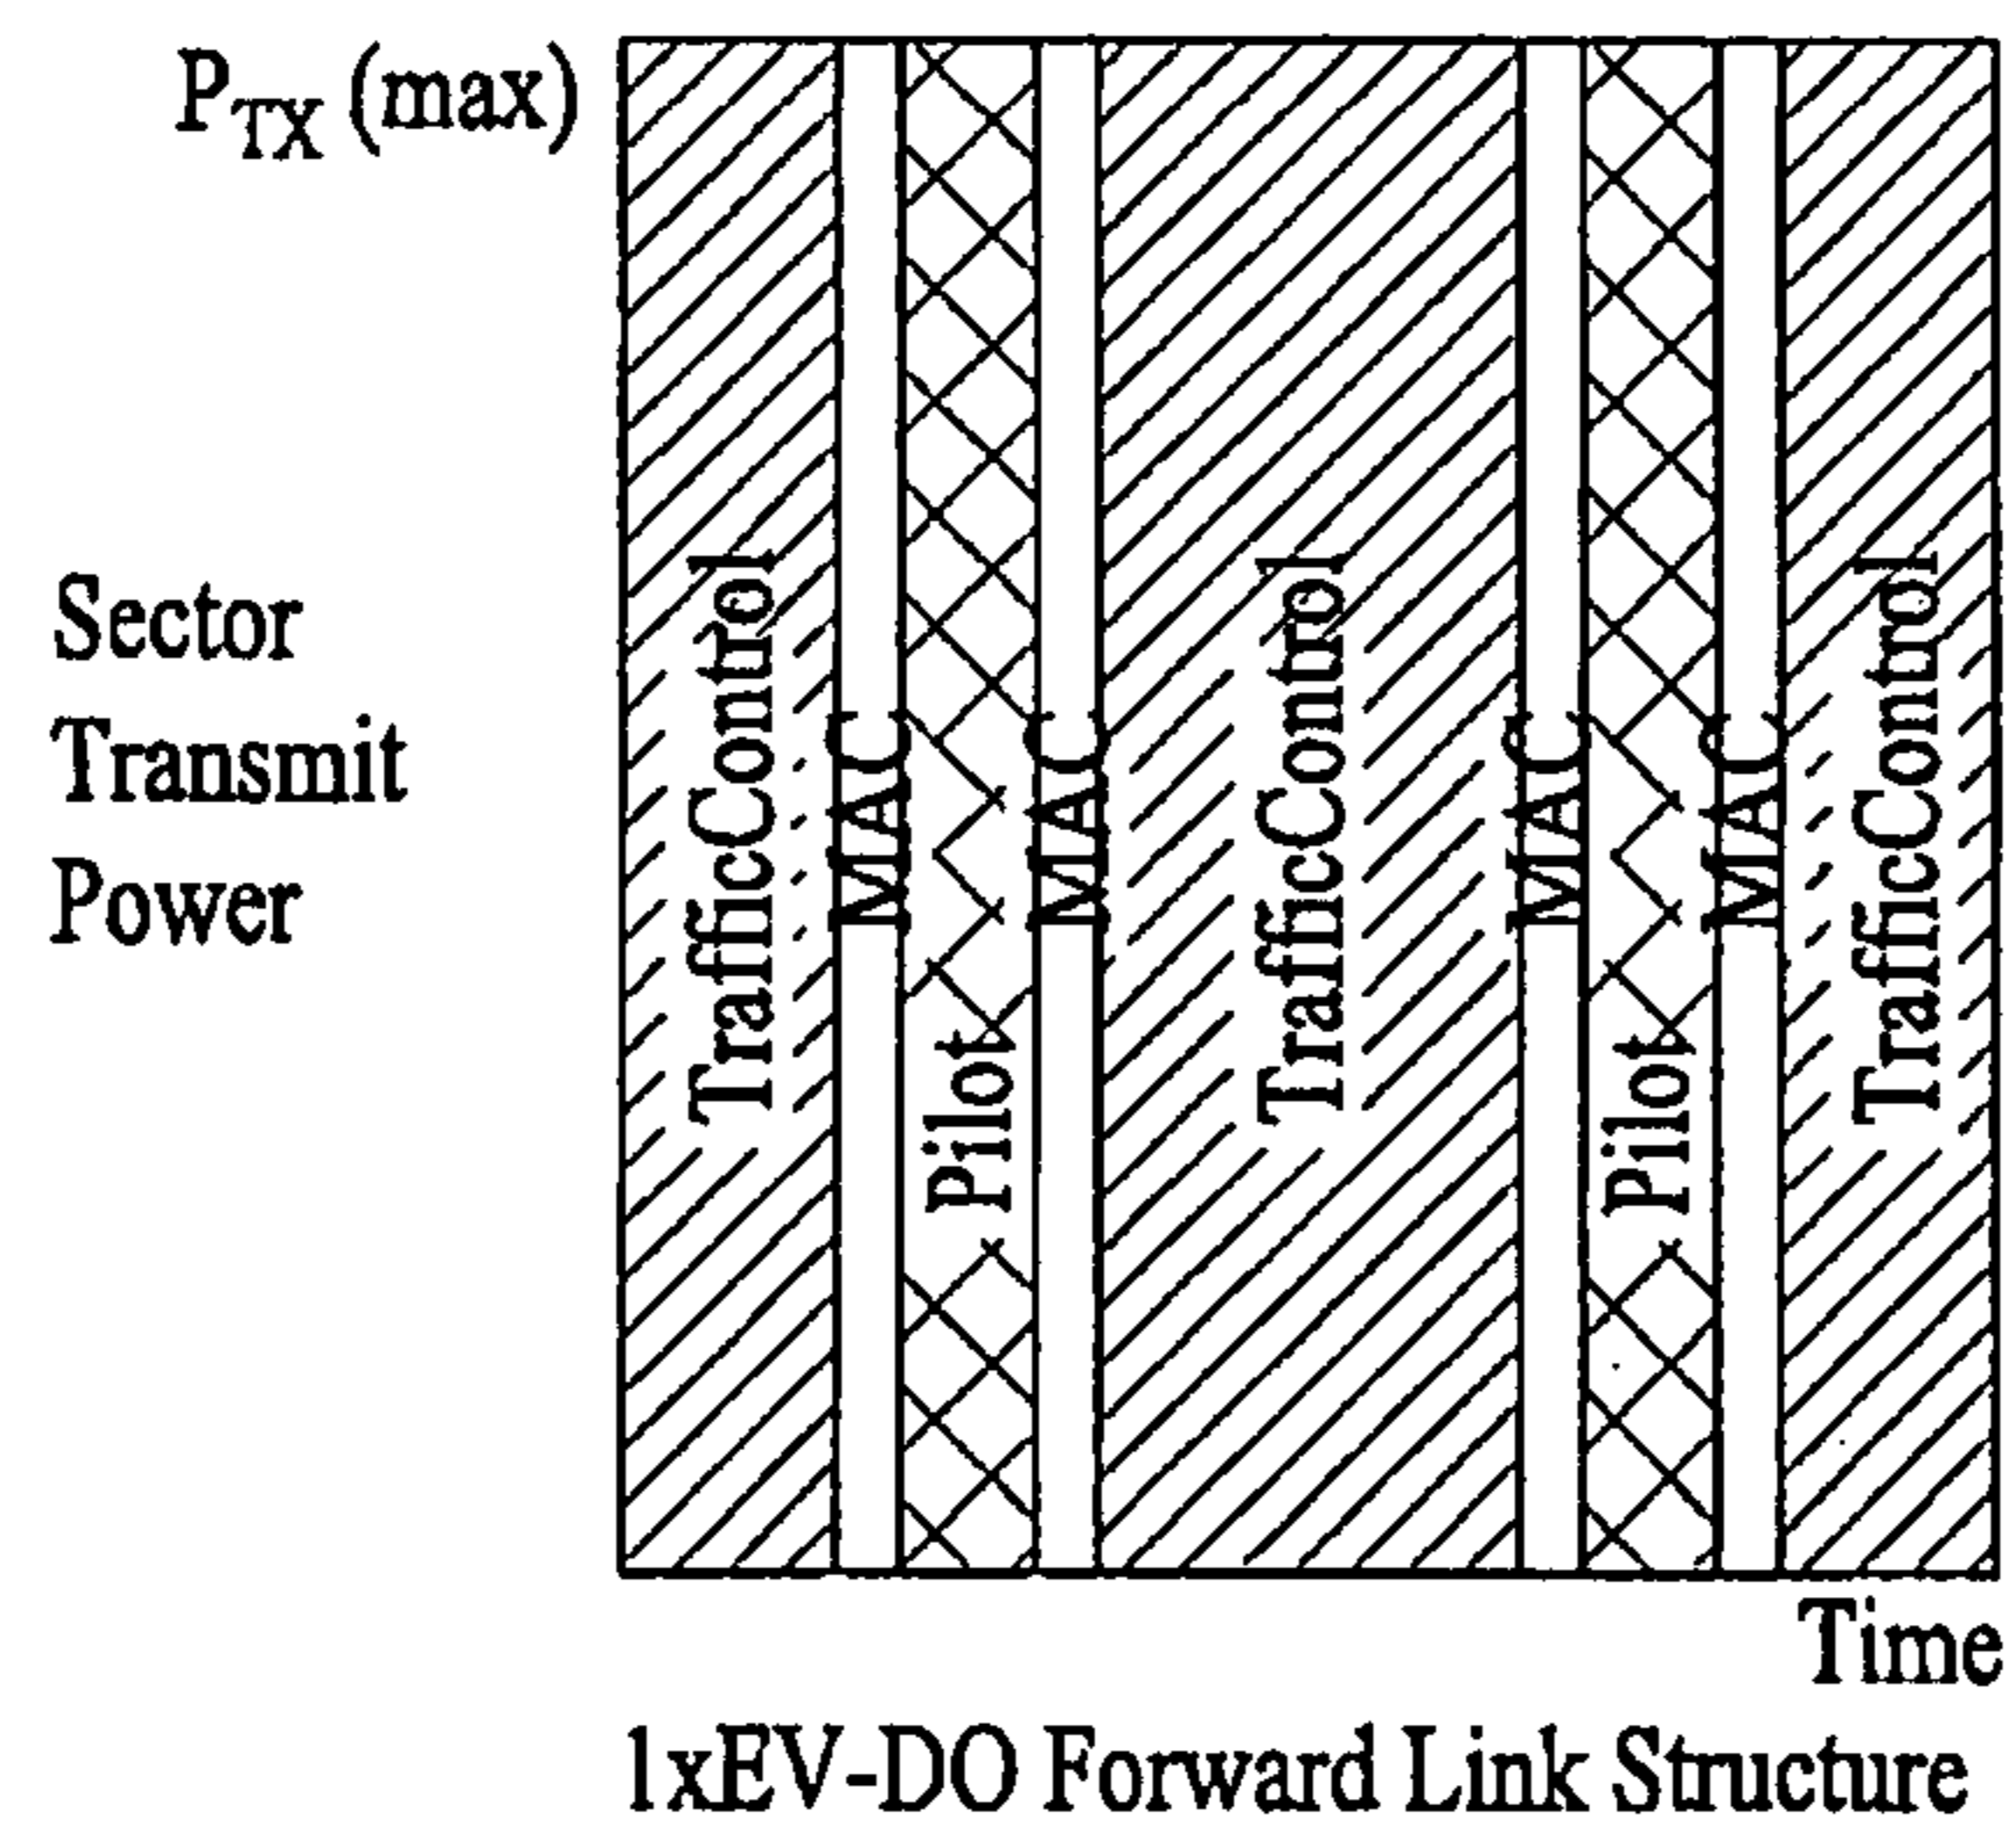 P_TX (max)
Sector
Transmit
Power
TrafficControl
MAC
Pilot
MAC
TrafficControl
MAC
Pilot
MAC
TrafficControl
Time
1xEV-DO Forward Link Structure